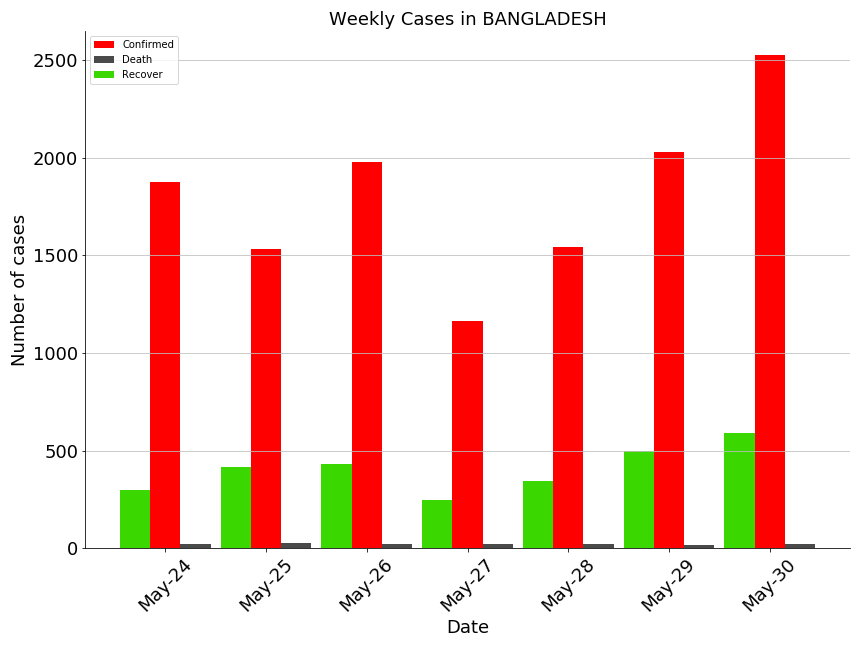 Weekly Cases in BANGLADESH
Confirmed
Death
Recover
Number of cases
2500
2000
1500
1000
500
0
May-24
May-25
May-26
May-27
May-28
May-29
May-30
Date